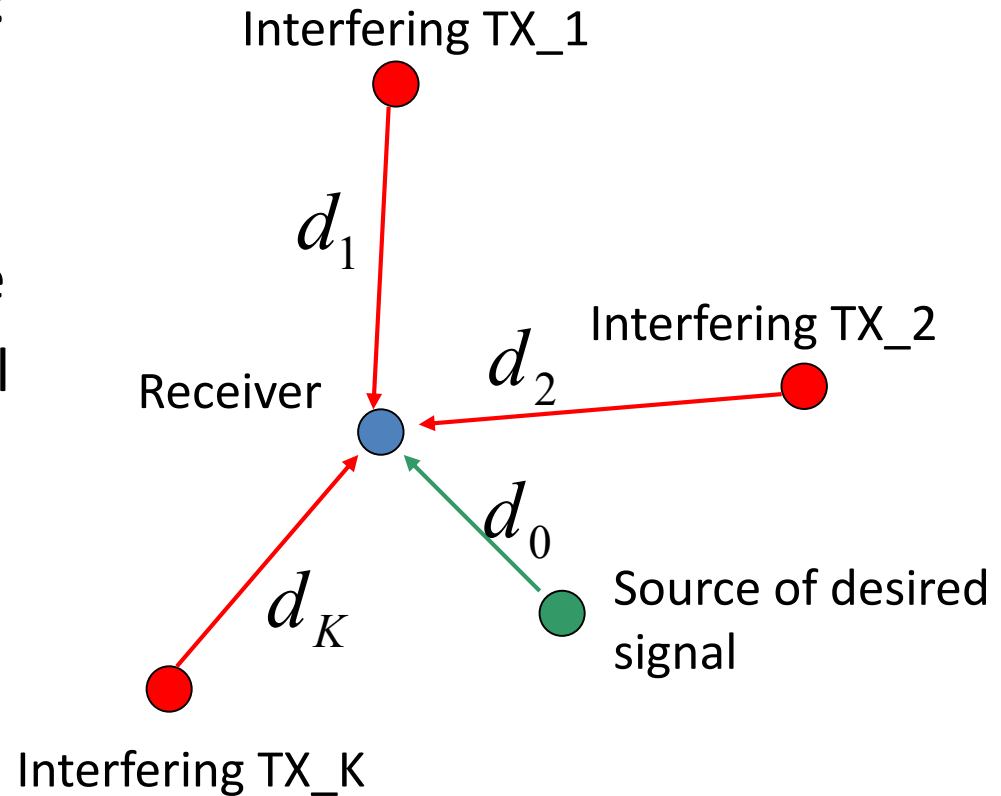 Interfering TX_1
d1
Interfering TX_2
d2
Receiver
d0
Source of desired
signal
dK
Interfering TX_K